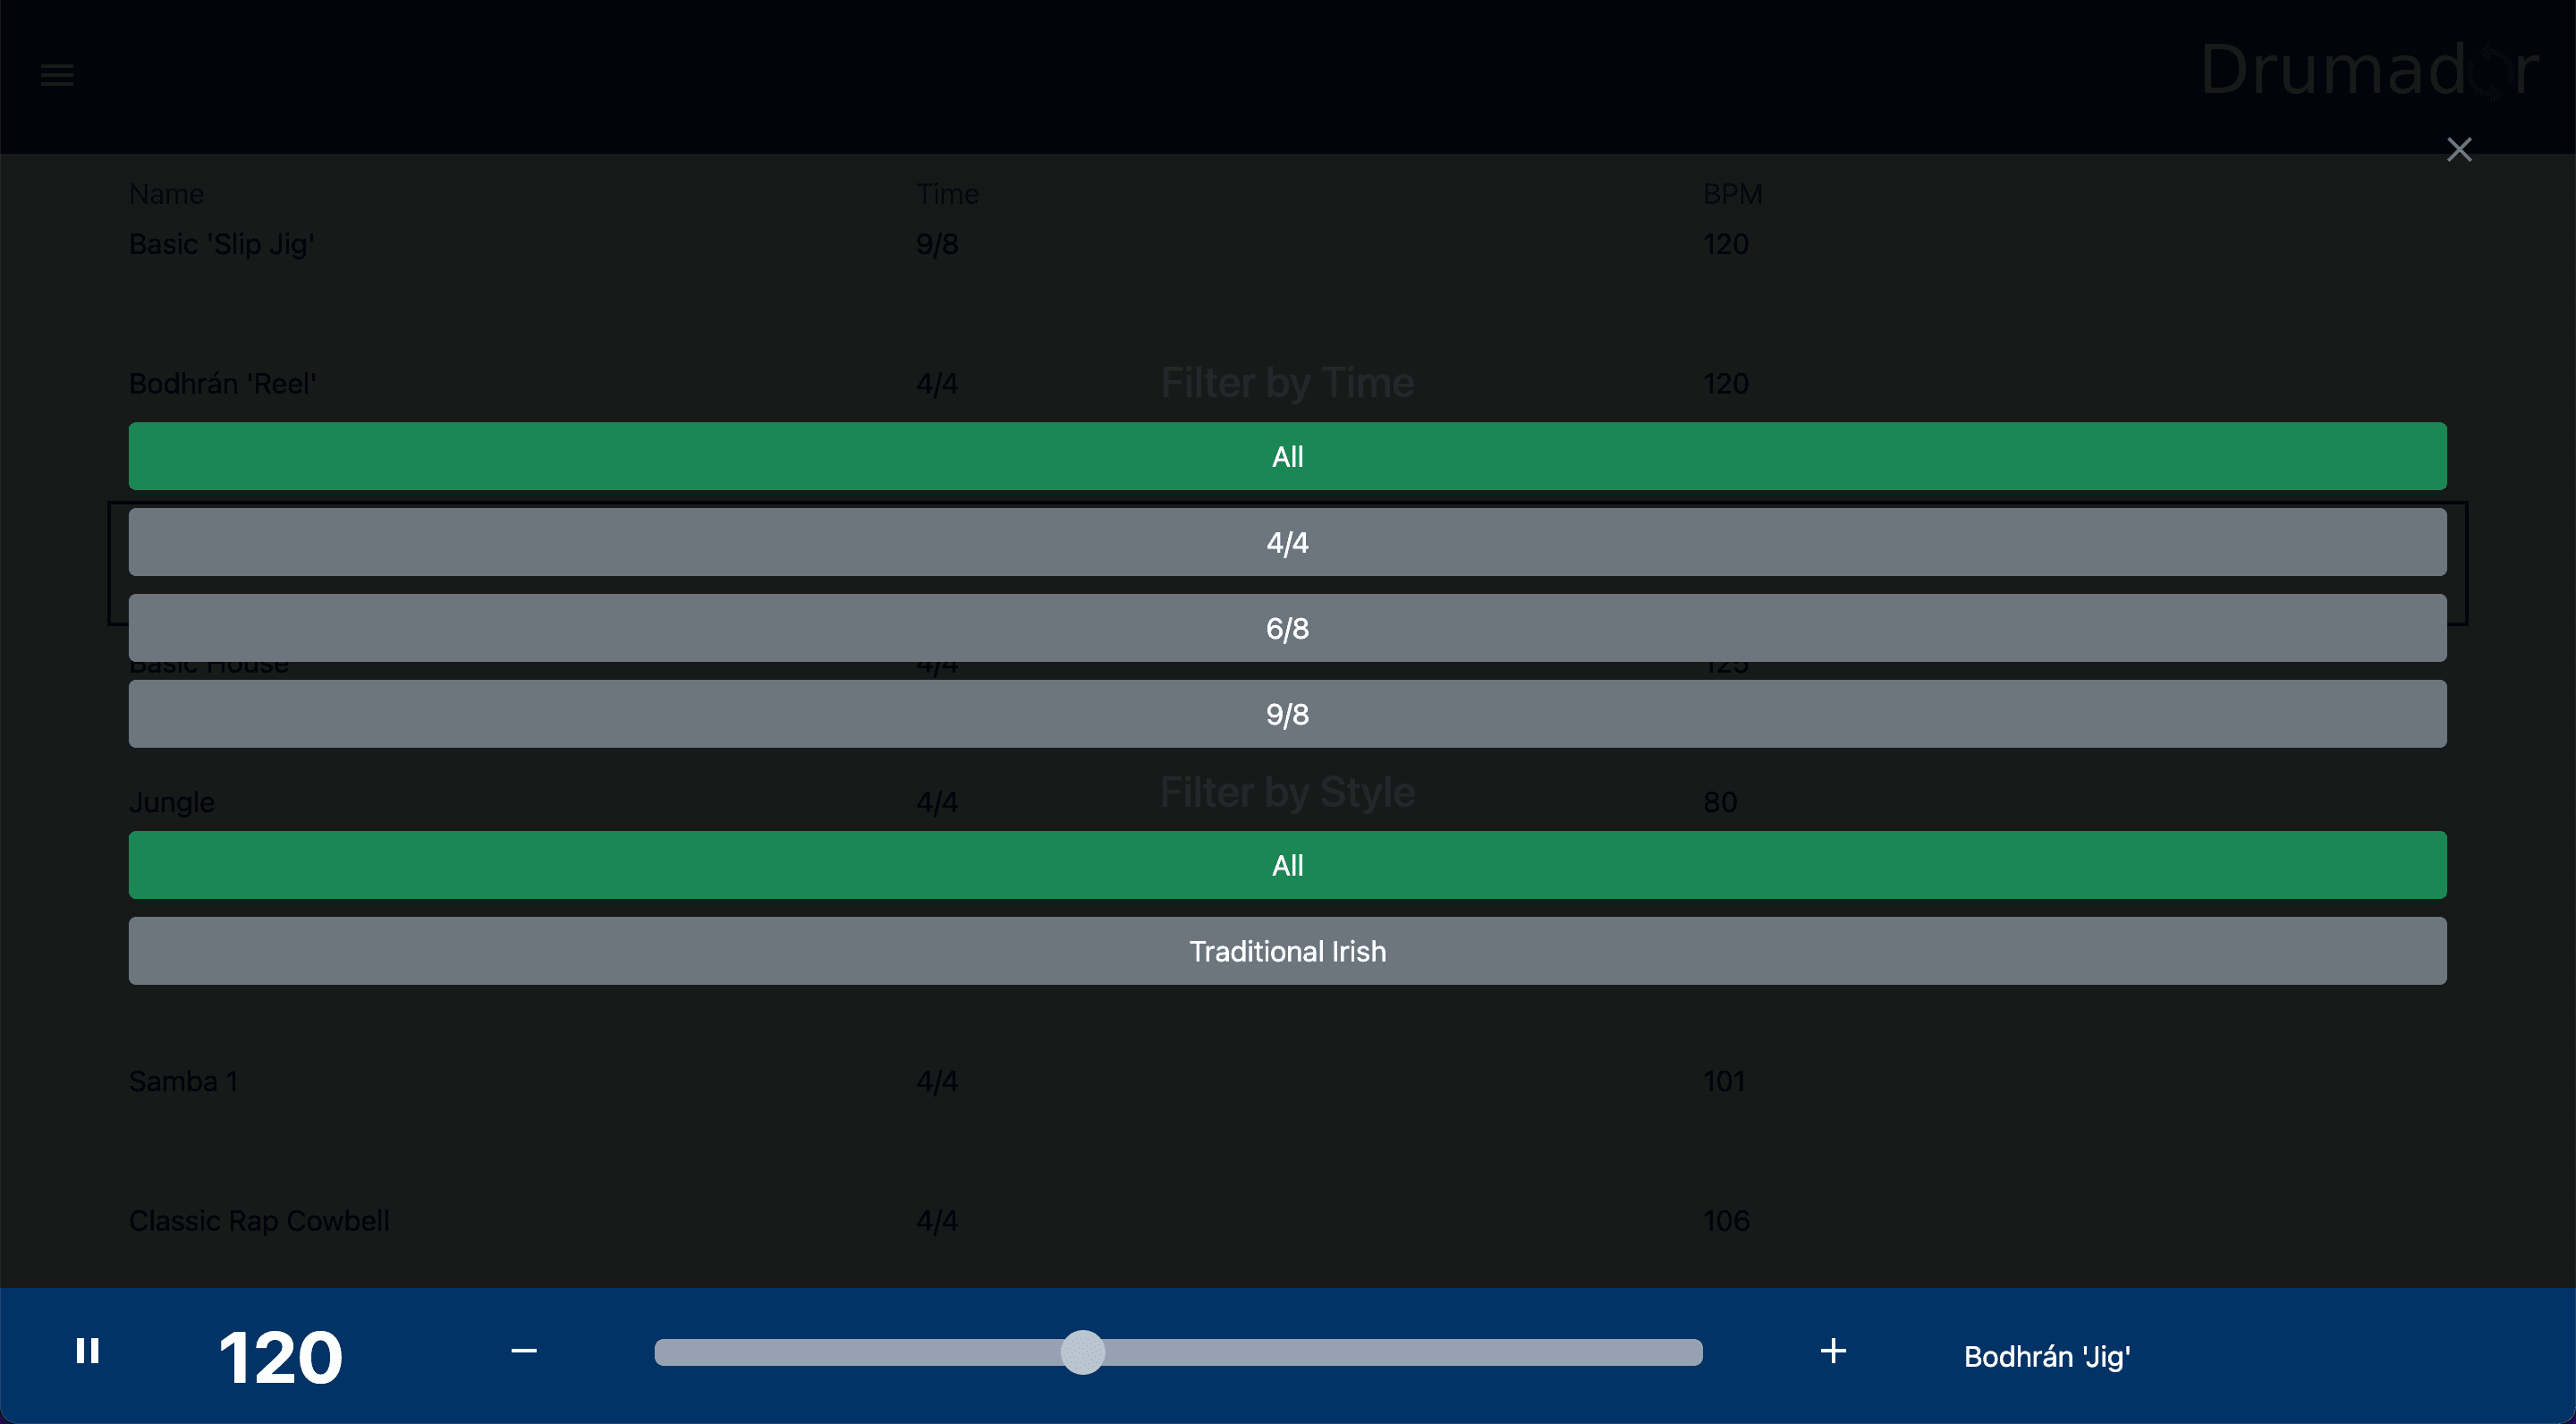 Drumador
Name Time BPM
Basic 'Slip Jig' 9/8 120
Filter by Time
Bodhrán 'Reel' 4/4 120
All
4/4
6/8
Basic House 4/4 125
9/8
Filter by Style
Jungle 4/4 80
All
Traditional Irish
Samba 1 4/4 101
Classic Rap Cowbell 4/4 106
120 Bodhrán 'Jig'